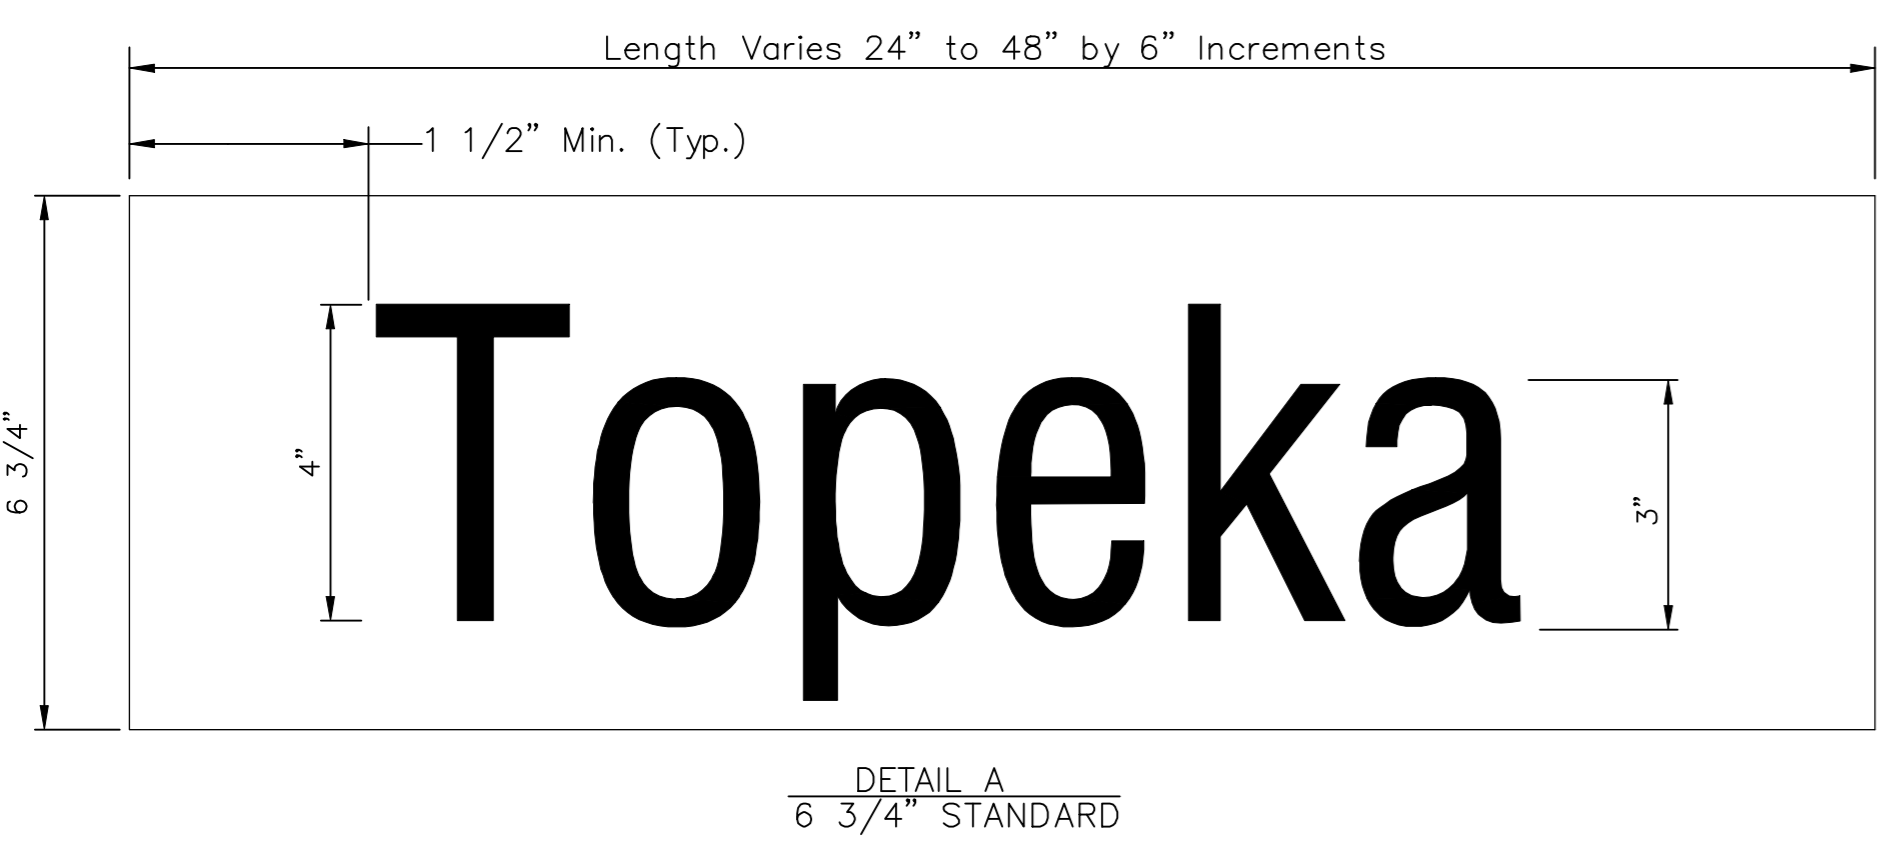 Length Varies 24” to 48” by 6” Increments
1 1/2” Min. (Typ.)
6 3/4”
4”
Topeka
3”
DETAIL A
6 3/4” STANDARD